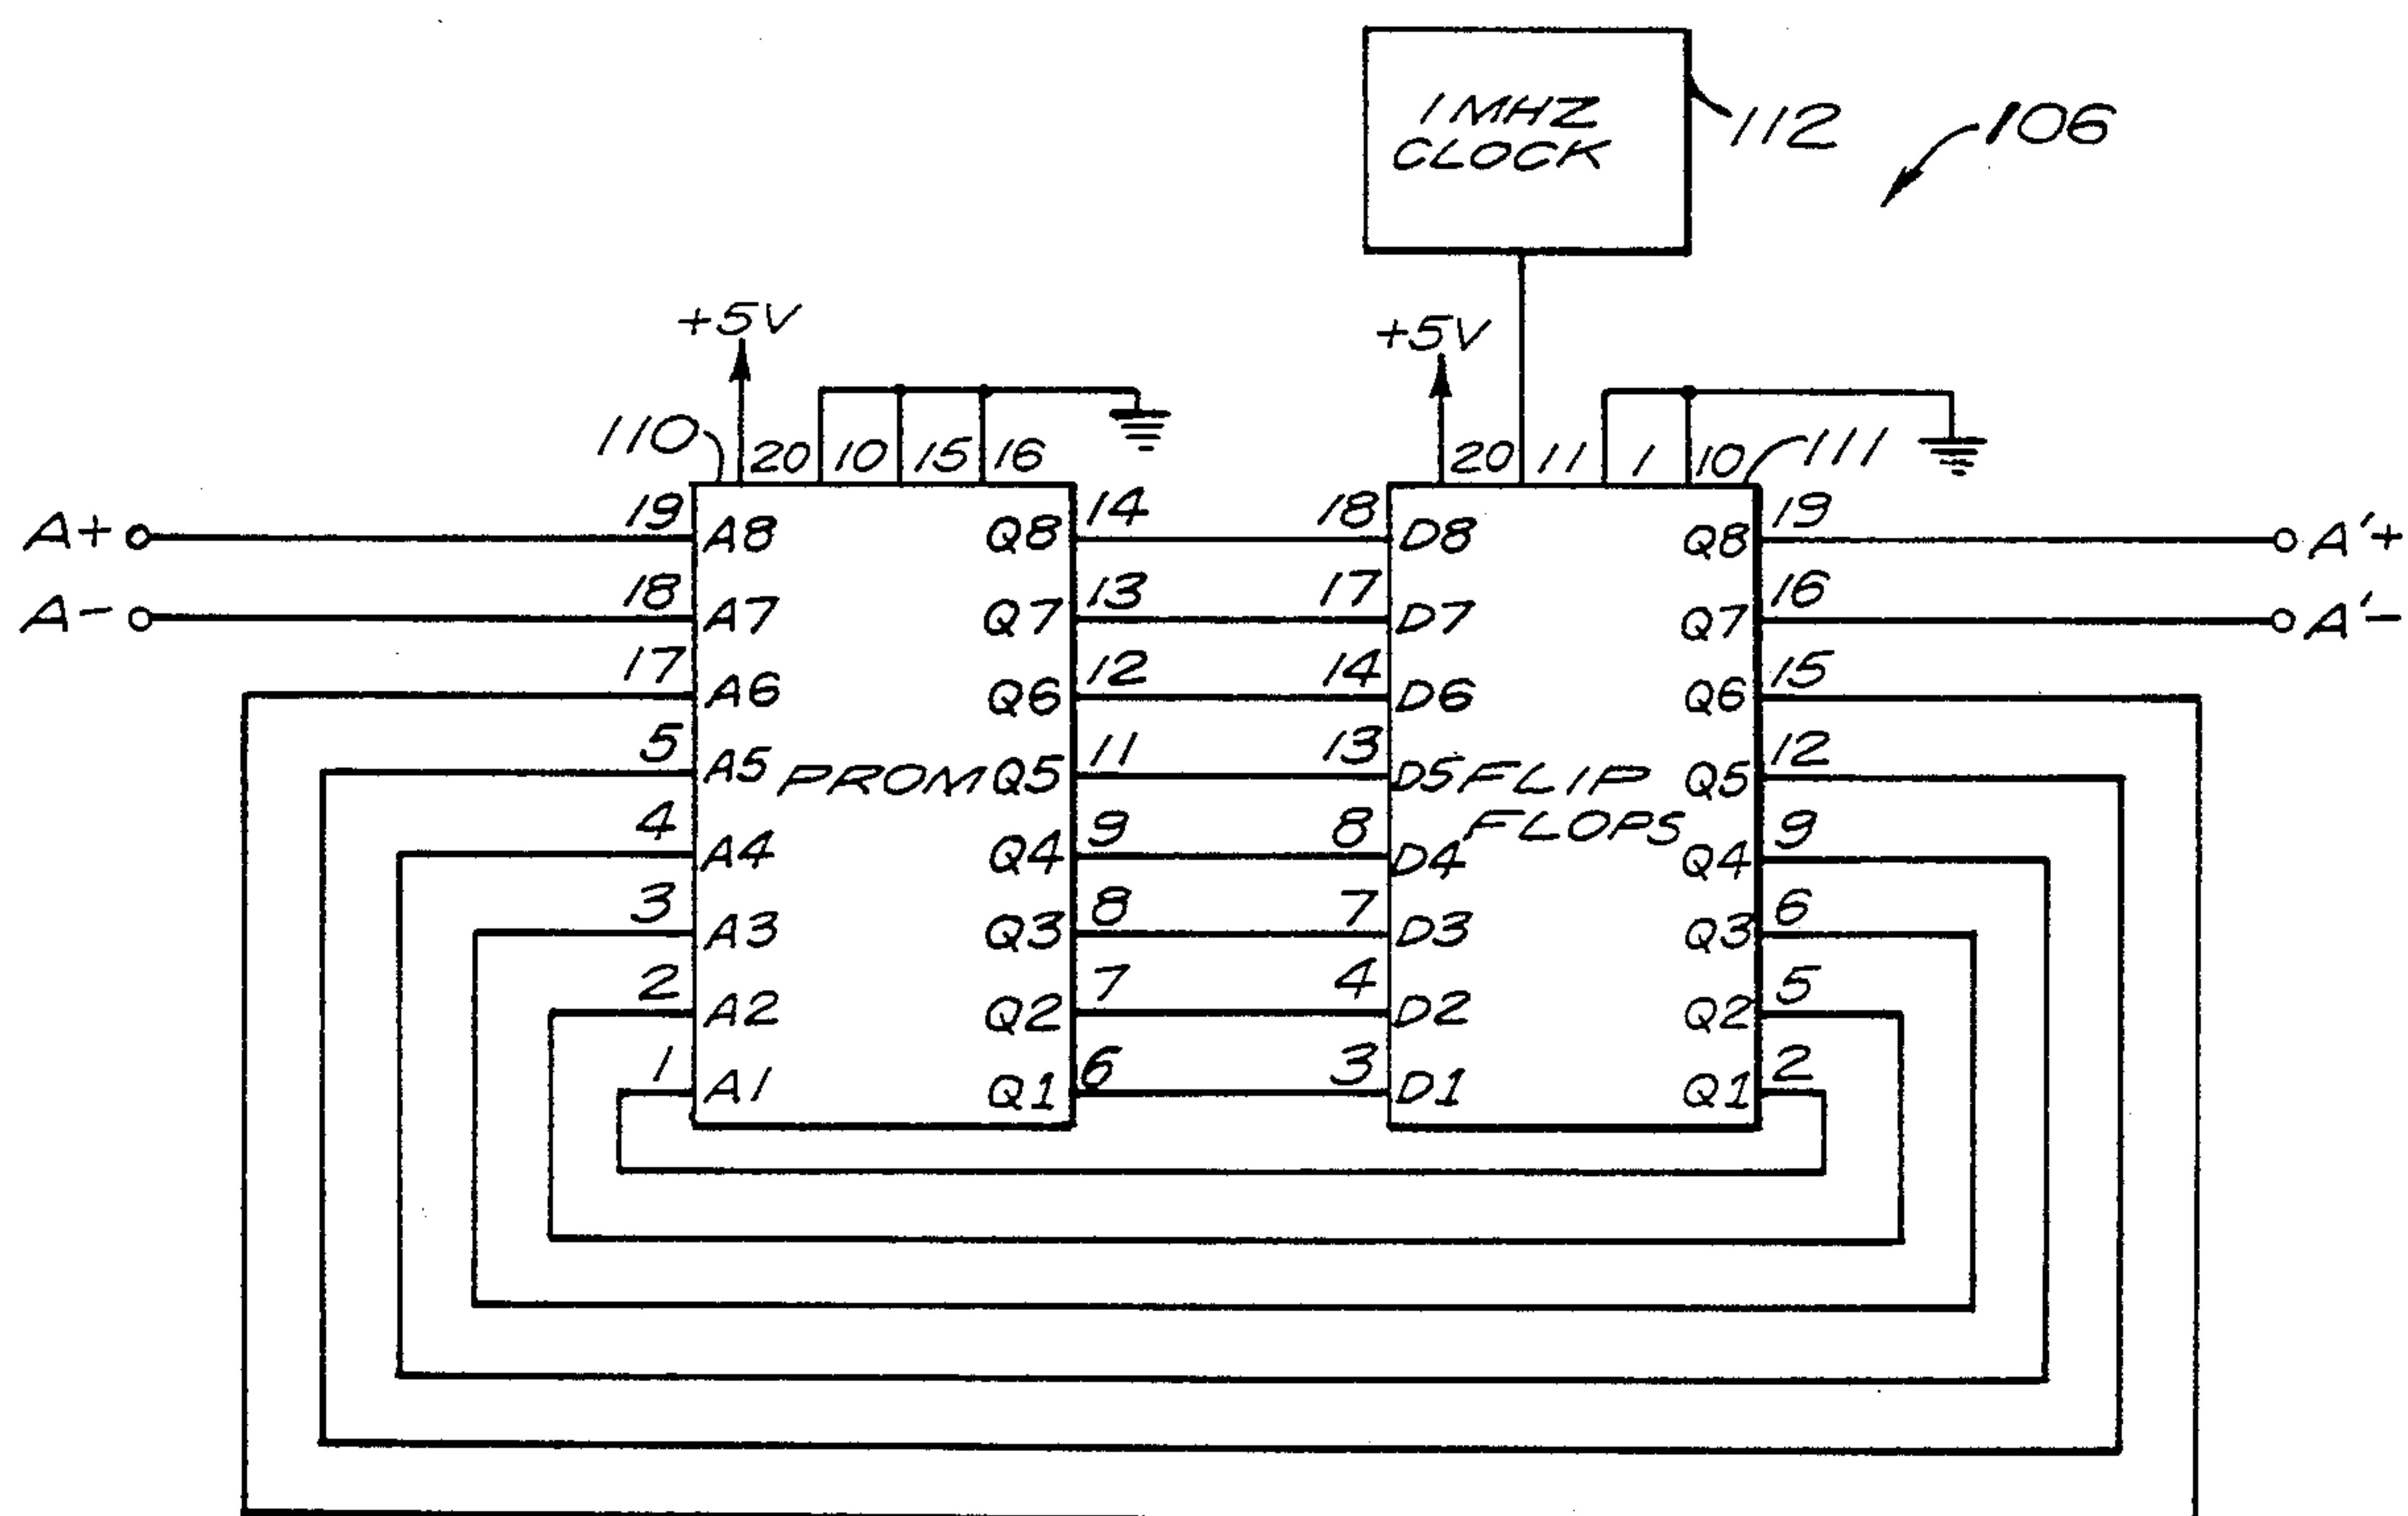 1MHZ
CLOCK
112
106
+5V
+5V
110
20 10 15 16
20 11 1 10
111
A+ 19 A8 Q8 14 18 D8 Q8 19 A'+
A- 18 A7 Q7 13 17 D7 Q7 16 A'-
17 A6 Q6 12 14 D6 Q6 15
5 A5 PROM Q5 11 13 D5 FLIP Q5 12
FLOPS
4 A4 Q4 9 8 D4 Q4 9
3 A3 Q3 8 7 D3 Q3 6
2 A2 Q2 7 4 D2 Q2 5
1 A1 Q1 6 3 D1 Q1 2